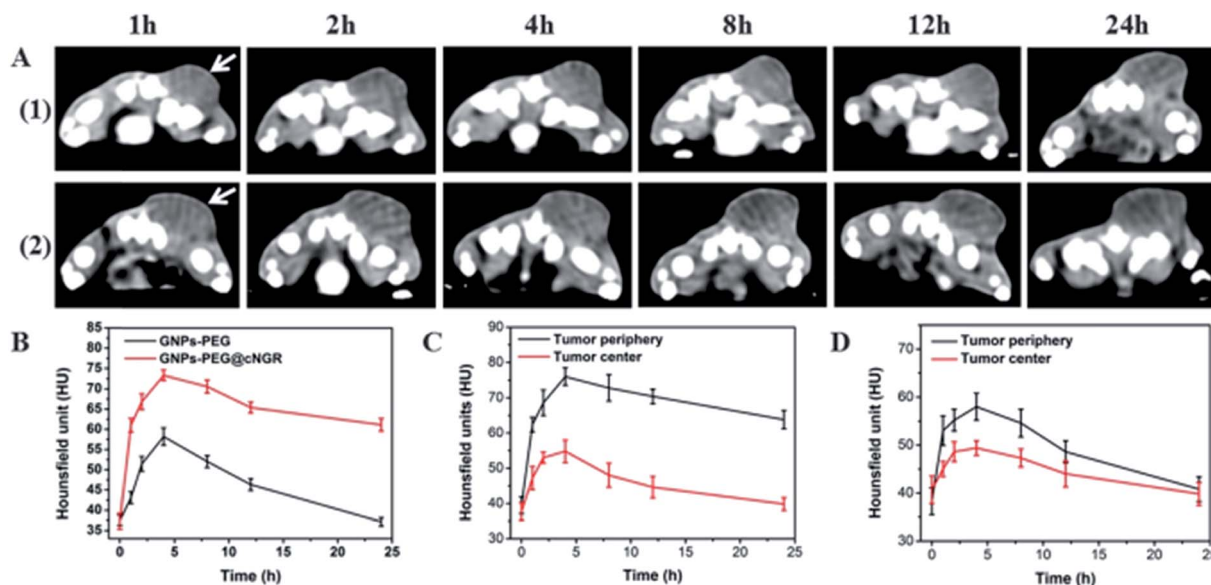 1h 2h 4h 8h 12h 24h
A
(1)
(2)
B
Hounsfield unit (HU)
85
80
75
70
65
60
55
50
45
40
35
GNPs-PEG
GNPs-PEG@cNGR
0 5 10 15 20 25
Time (h)
C
Hounsfield units (HU)
90
80
70
60
50
40
30
Tumor periphery
Tumor center
0 5 10 15 20 25
Time (h)
D
Hounsfield unit (HU)
70
60
50
40
30
Tumor periphery
Tumor center
0 5 10 15 20 25
Time (h)